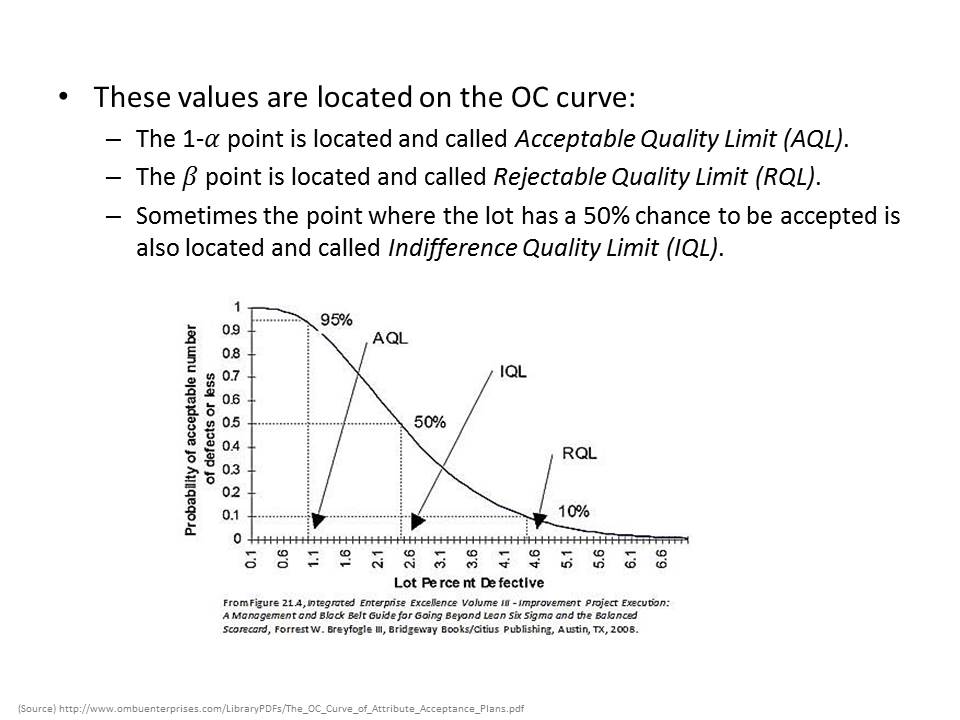 • These values are located on the OC curve:
– The 1-𝛼 point is located and called Acceptable Quality Limit (AQL).
– The 𝛽 point is located and called Rejectable Quality Limit (RQL).
– Sometimes the point where the lot has a 50% chance to be accepted is
also located and called Indifference Quality Limit (IQL).
Probability of acceptable number
of defects or less
1
0.9
0.8
0.7
0.6
0.5
0.4
0.3
0.2
0.1
0
95%
AQL
IQL
50%
RQL
10%
0.1 0.6 1.1 1.6 2.1 2.6 3.1 3.6 4.1 4.6 5.1 5.6 6.1 6.6
Lot Percent Defective
From Figure 21.4, Integrated Enterprise Excellence Volume III - Improvement Project Execution:
A Management and Black Belt Guide for Going Beyond Lean Six Sigma and the Balanced
Scorecard, Forrest W. Breyfogle III, Bridgeway Books/Citius Publishing, Austin, TX, 2008.
(Source) http://www.ombuenterprises.com/LibraryPDFs/The_OC_Curve_of_Attribute_Acceptance_Plans.pdf